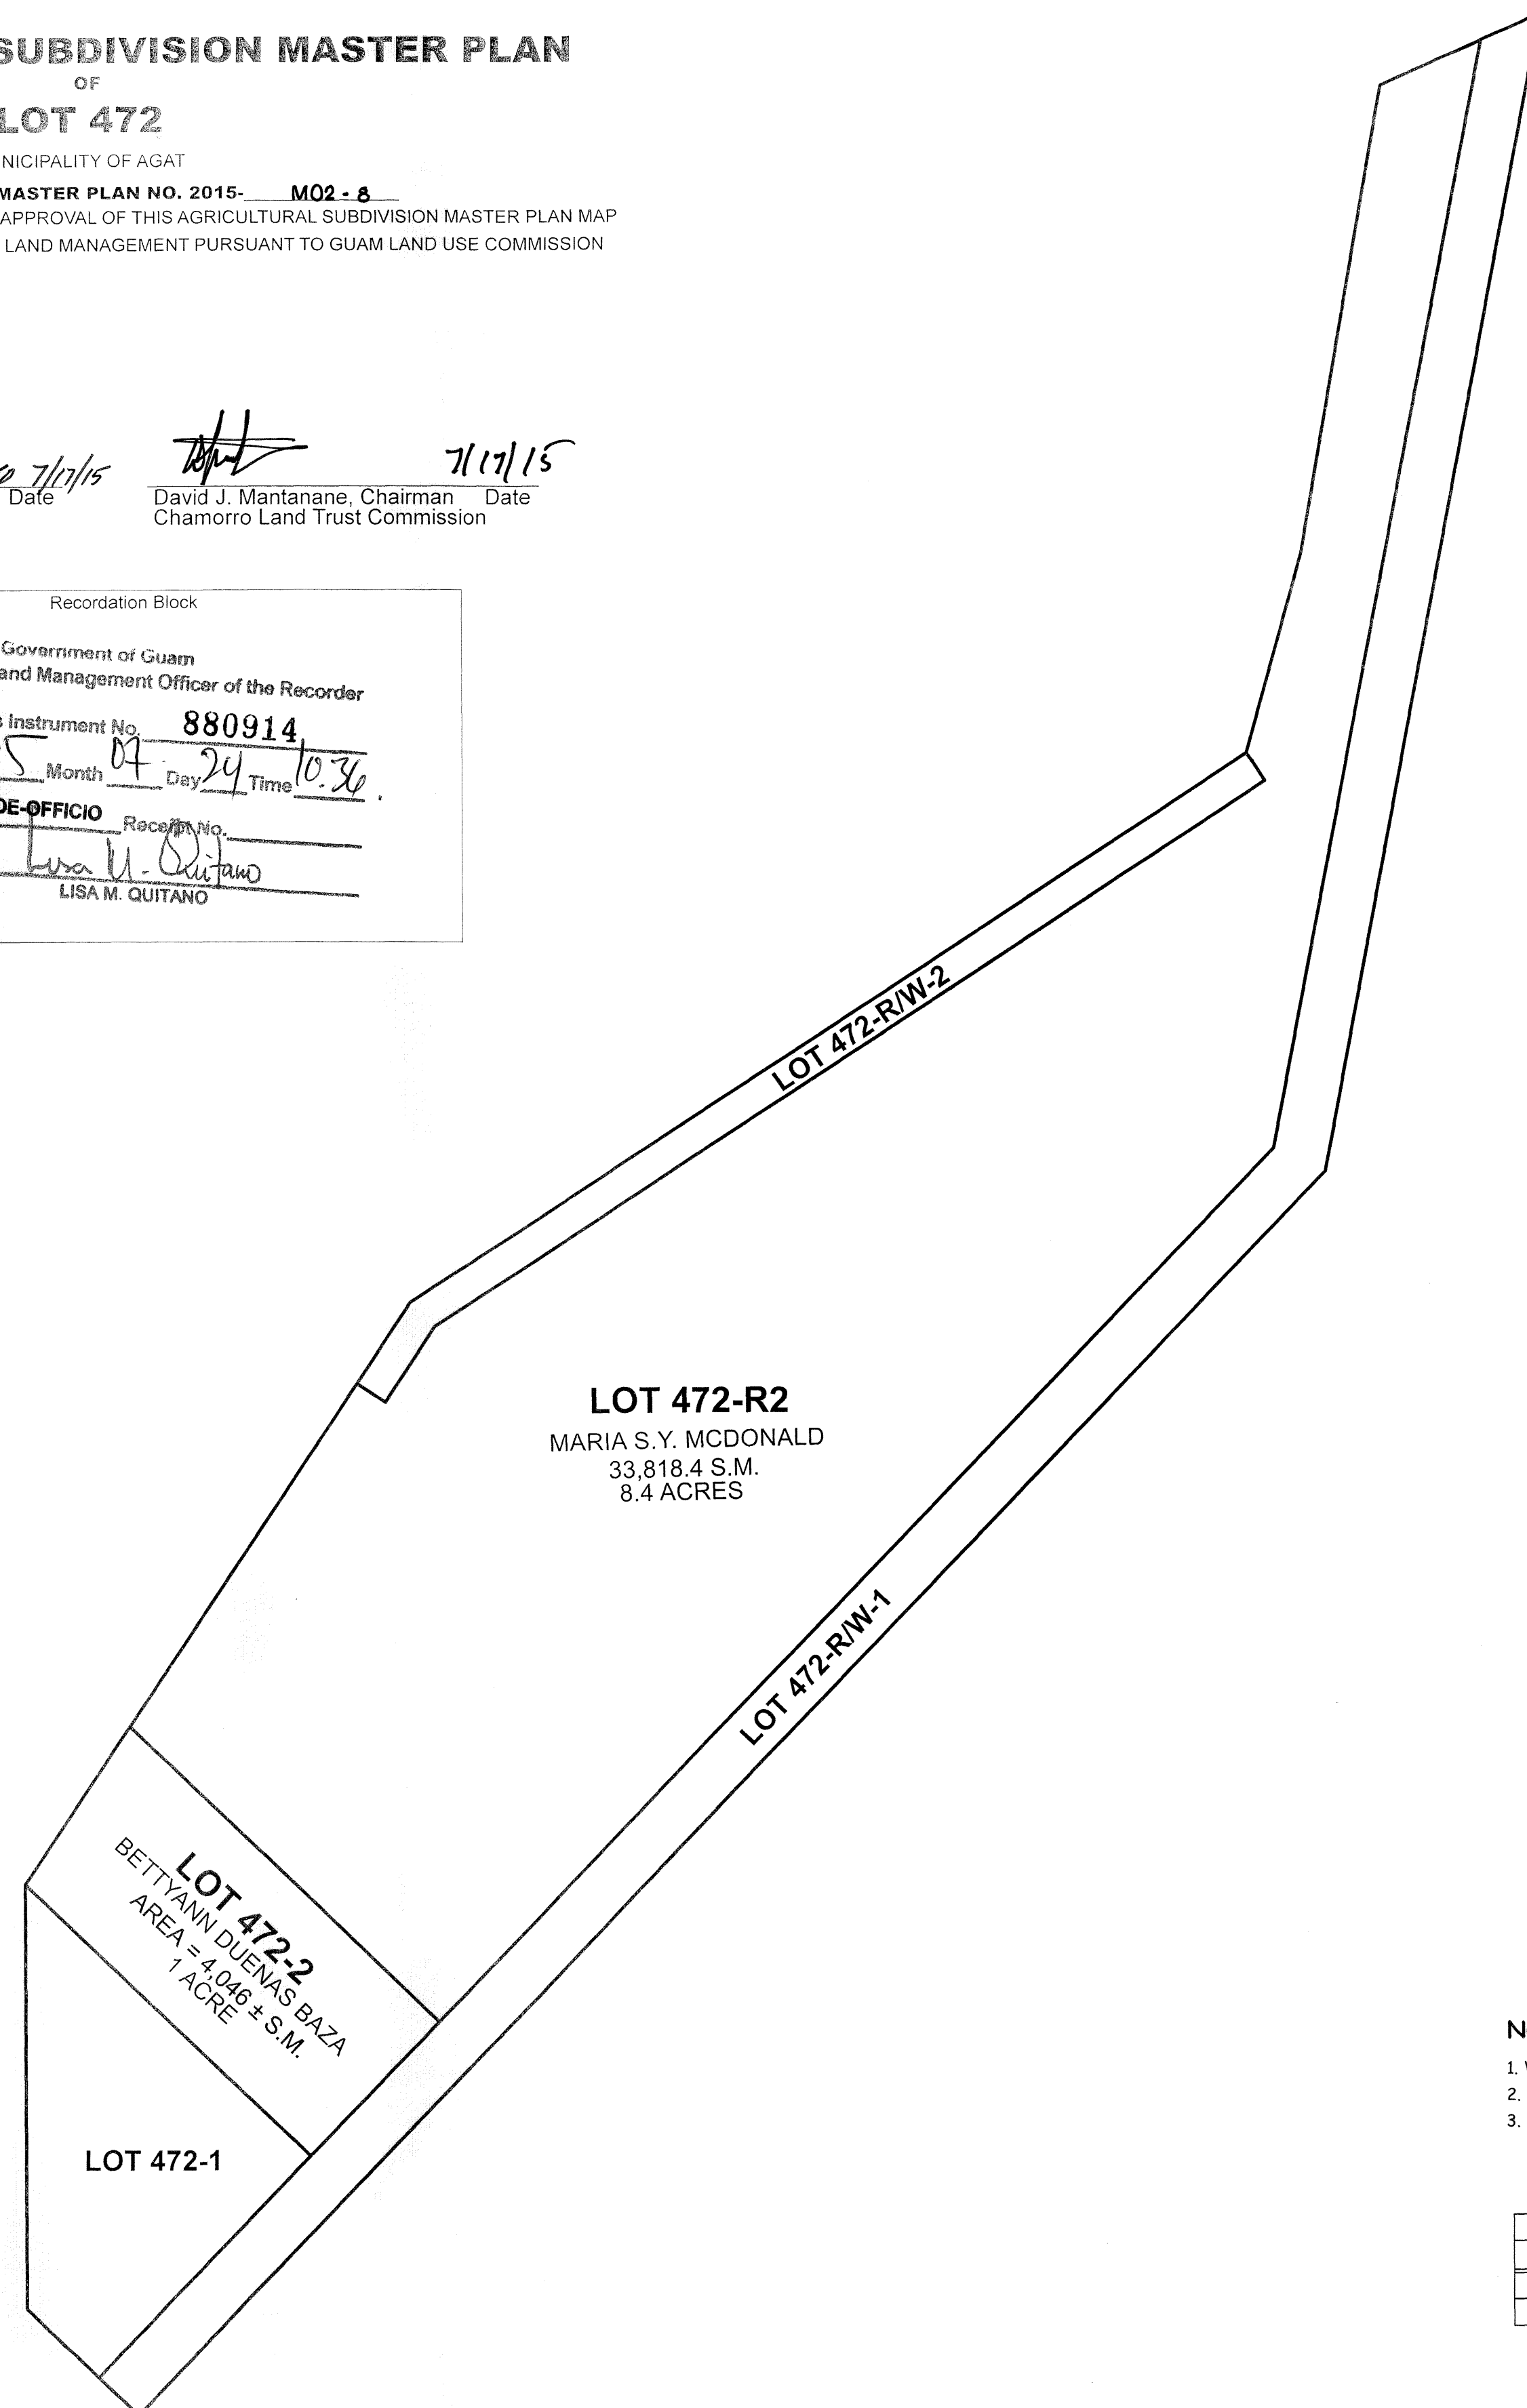 SUBDIVISION MASTER PLAN
OF
LOT 472
NICIPALITY OF AGAT
MASTER PLAN NO. 2015- M02-8
APPROVAL OF THIS AGRICULTURAL SUBDIVISION MASTER PLAN MAP
LAND MANAGEMENT PURSUANT TO GUAM LAND USE COMMISSION
7/17/15
Date
7/17/15
David J. Mantanane, Chairman Date
Chamorro Land Trust Commission
Recordation Block
Government of Guam
and Management Officer of the Recorder
s Instrument No. 880914
5 Month 07 Day 24 Time 10:36
DE-OFFICIO Receipt No.
Lisa M. Quitano
LISA M. QUITANO
LOT 472-R/W-2
LOT 472-R2
MARIA S.Y. MCDONALD
33,818.4 S.M.
8.4 ACRES
LOT 472-R/W-1
LOT 472-2
BETTYANN DUENAS BAZA
AREA = 4,046 ± S.M.
1 ACRE
LOT 472-1
N
1.
2.
3.